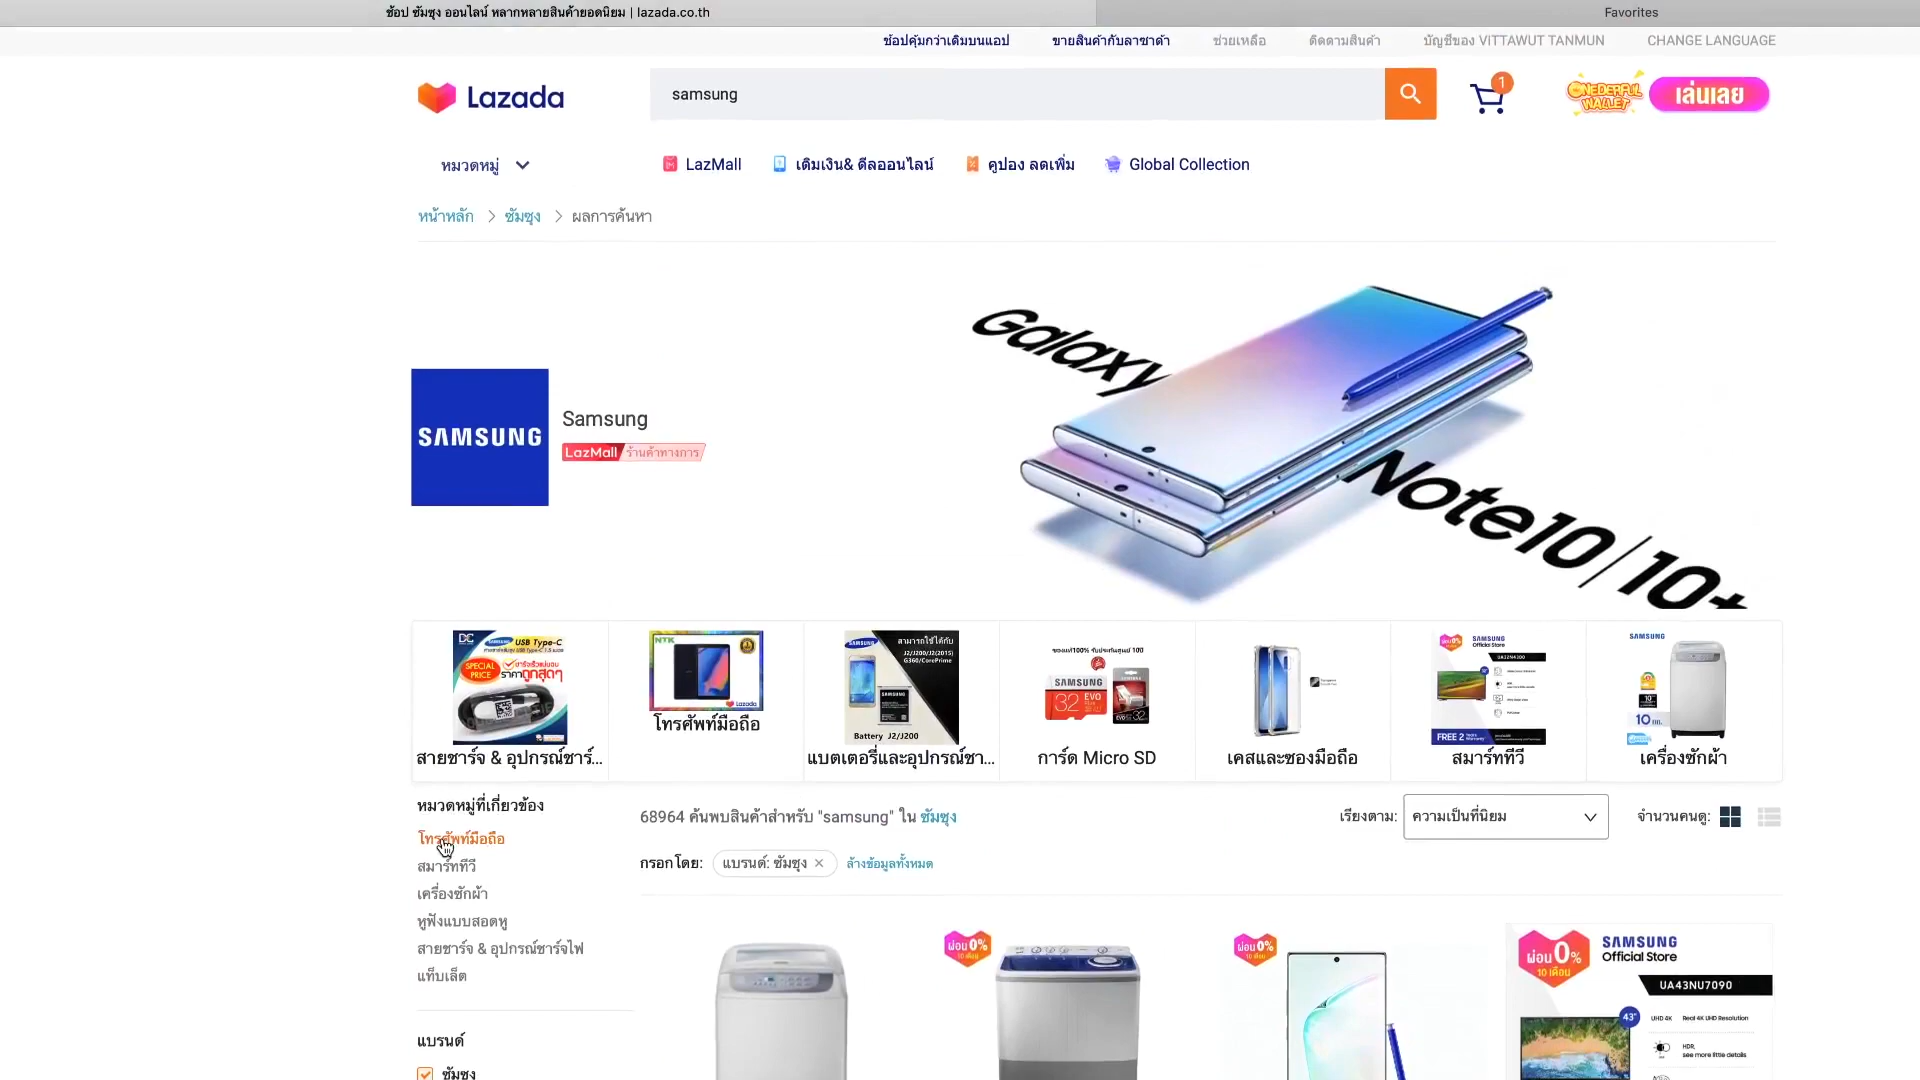 ช้อป ซัมซุง ออนไลน์ หลากหลายสินค้ายอดนิยม | lazada.co.th
Favorites
ช้อปคุ้มกว่าเดิมบนแอป
ขายสินค้ากับลาซาด้า
ช่วยเหลือ
ติดตามสินค้า
บัญชีของ VITTAWUT TANMUN
CHANGE LANGUAGE
Lazada
samsung
1
ONEDERFUL WALLET
เล่นเลย
หมวดหมู่
LazMall
เติมเงิน& ดีลออนไลน์
คูปอง ลดเพิ่ม
Global Collection
หน้าหลัก
ซัมซุง
ผลการค้นหา
Galaxy Note10/10+
SAMSUNG
Samsung
LazMall ร้านค้าทางการ
DC SAMSUNG USB Type-C
SPECIAL PRICE
ราคาถูกสุดๆ
NTK
Lazada
SAMSUNG
สามารถใช้ได้กับ
J2/J200/J2(2015)
G360/CorePrime
Battery J2/J200
ของแท้100% รับประกันศูนย์ 10ปี
SAMSUNG
32 EVO
SAMSUNG
Official Store
UA32N4300
FREE 2 Years Warranty
SAMSUNG
10
สายชาร์จ & อุปกรณ์ชาร์...
โทรศัพท์มือถือ
แบตเตอรี่และอุปกรณ์ชา...
การ์ด Micro SD
เคสและซองมือถือ
สมาร์ททีวี
เครื่องซักผ้า
หมวดหมู่ที่เกี่ยวข้อง
โทรศัพท์มือถือ
สมาร์ททีวี
เครื่องซักผ้า
หูฟังแบบสอดหู
สายชาร์จ & อุปกรณ์ชาร์จไฟ
แท็บเล็ต
แบรนด์
ซัมซุง
68964 ค้นพบสินค้าสำหรับ "samsung" ใน ซัมซุง
เรียงตาม:
ความเป็นที่นิยม
จำนวนคนดู:
กรอกโดย:
แบรนด์: ซัมซุง
ล้างข้อมูลทั้งหมด
ผ่อน 0%
10 เดือน
ผ่อน 0%
10 เดือน
ผ่อน 0%
10 เดือน
SAMSUNG
Official Store
UA43NU7090
43"
UHD 4K
Real 4K UHD Resolution
HDR,
see more little details